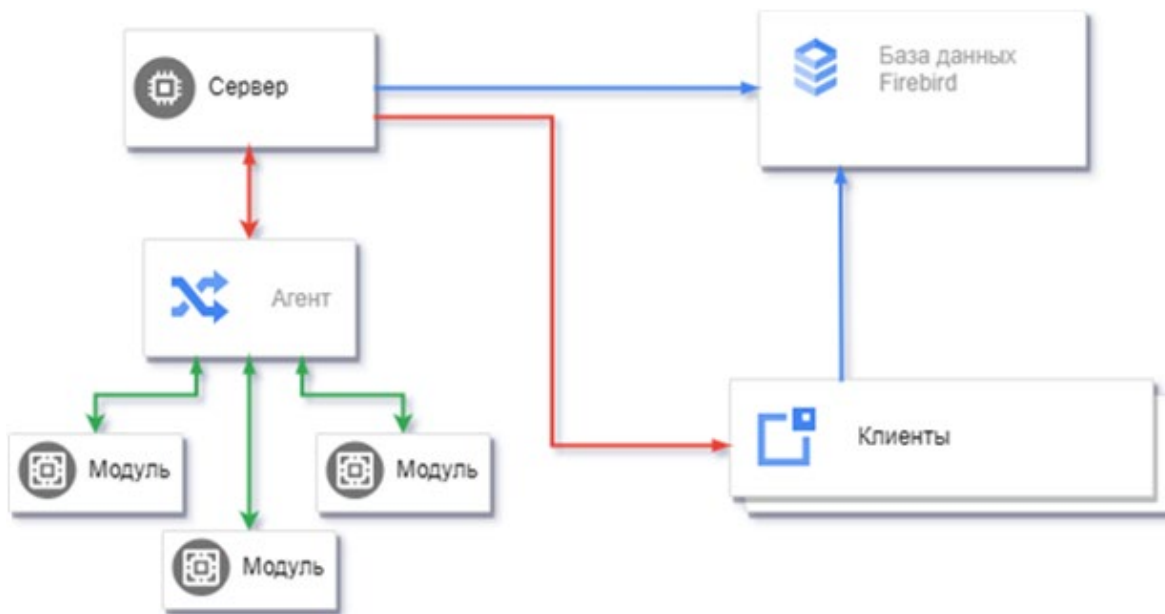 Сервер
База данных
Firebird
Агент
Модуль
Модуль
Модуль
Клиенты